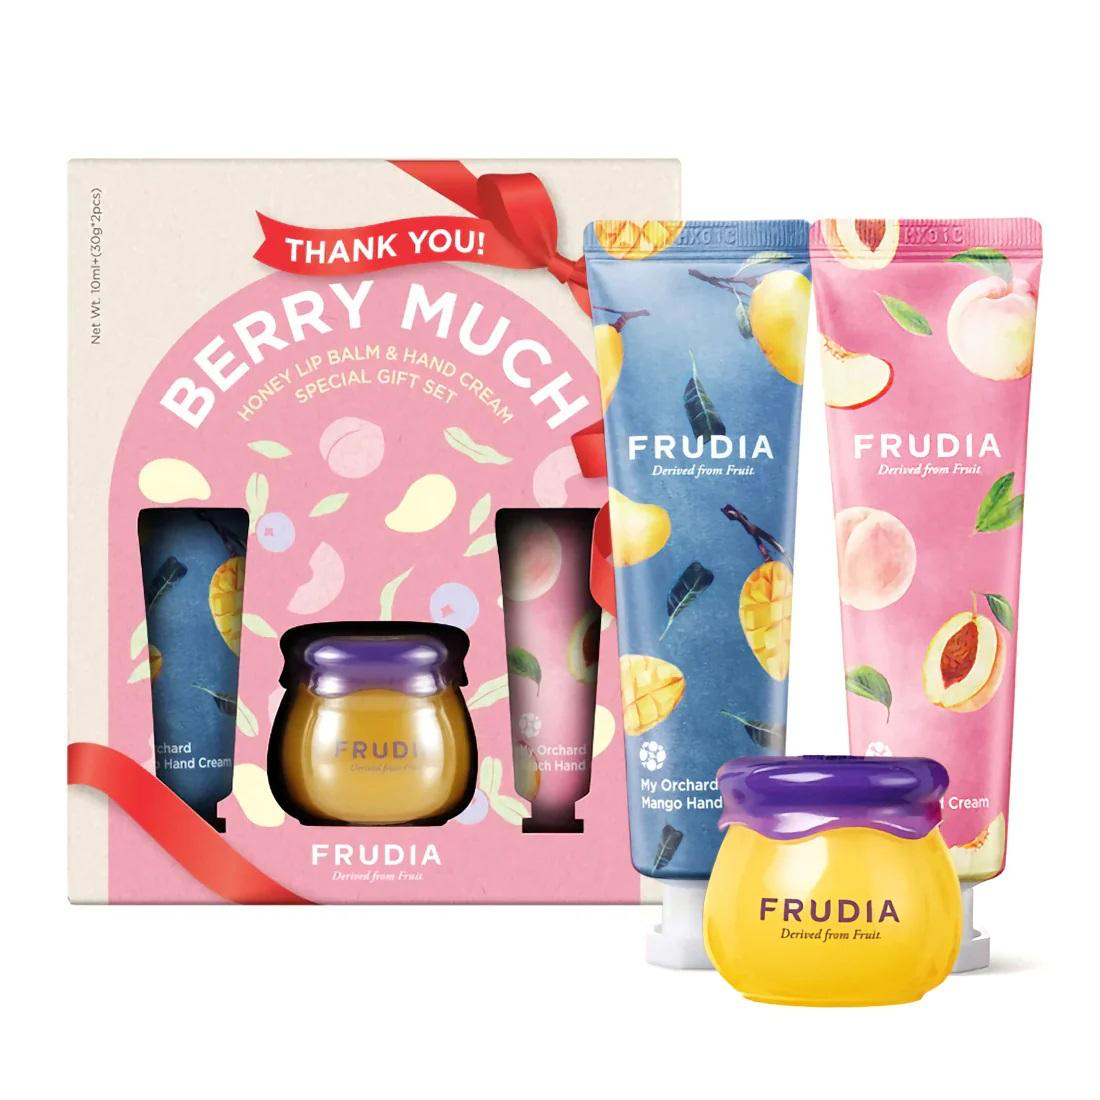 Net Wt. 10ml+(30g*2pcs)
THANK YOU!
BERRY MUCH
HONEY LIP BALM & HAND CREAM
SPECIAL GIFT SET
chard
Hand Cream
FRUDI
Derived from
My Orchard
ach Hand
FRUDIA
Derived from Fruit
FRUDIA
Derived from Fruit
My Orchard
Mango Hand
FRUDIA
Derived from Fruit
d Cream
FRUDIA
Derived from Fruit